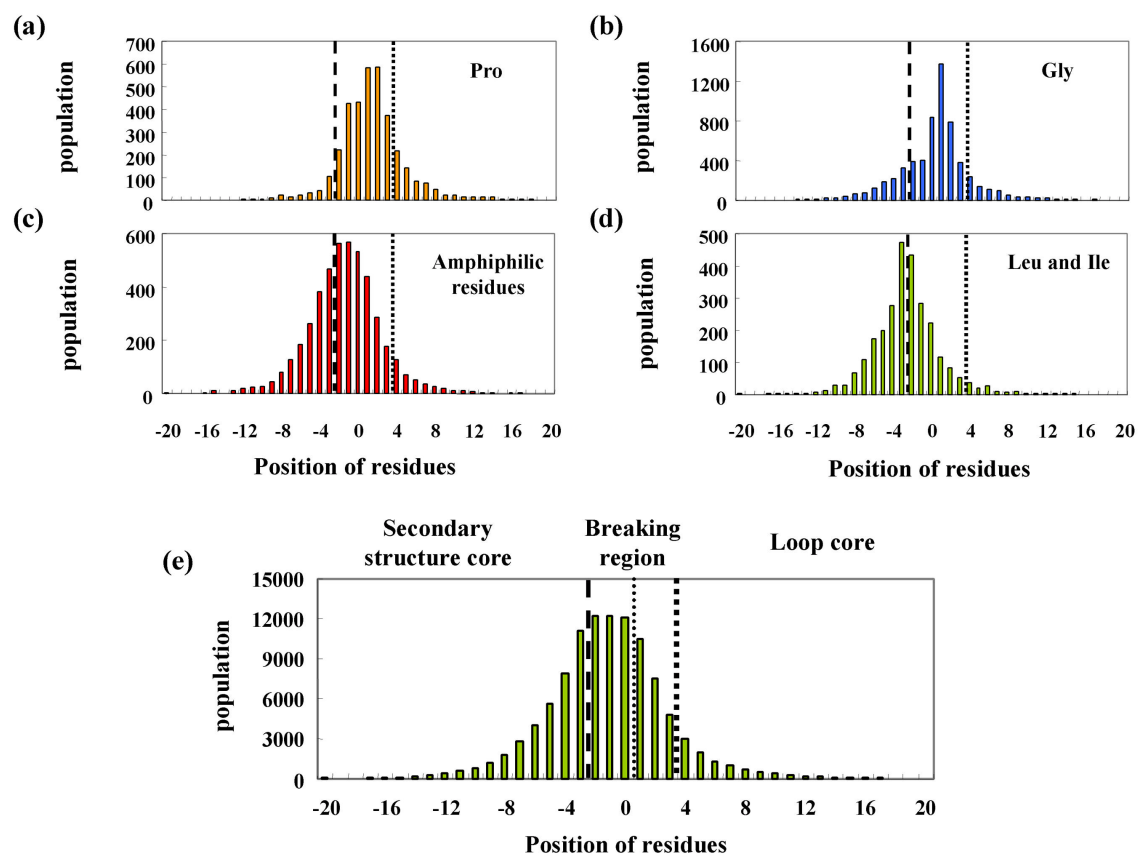 (a)
700
600
500
400
300
200
100
0
population
Pro
(b)
1600
1200
800
400
0
population
Gly
(c)
600
400
200
0
population
Amphiphilic
residues
-20 -16 -12 -8 -4 0 4 8 12 16 20
Position of residues
(d)
500
400
300
200
100
0
population
Leu and Ile
-20 -16 -12 -8 -4 0 4 8 12 16 20
Position of residues
(e)
Secondary
structure core
Breaking
region
Loop core
15000
12000
9000
6000
3000
0
population
-20 -16 -12 -8 -4 0 4 8 12 16 20
Position of residues